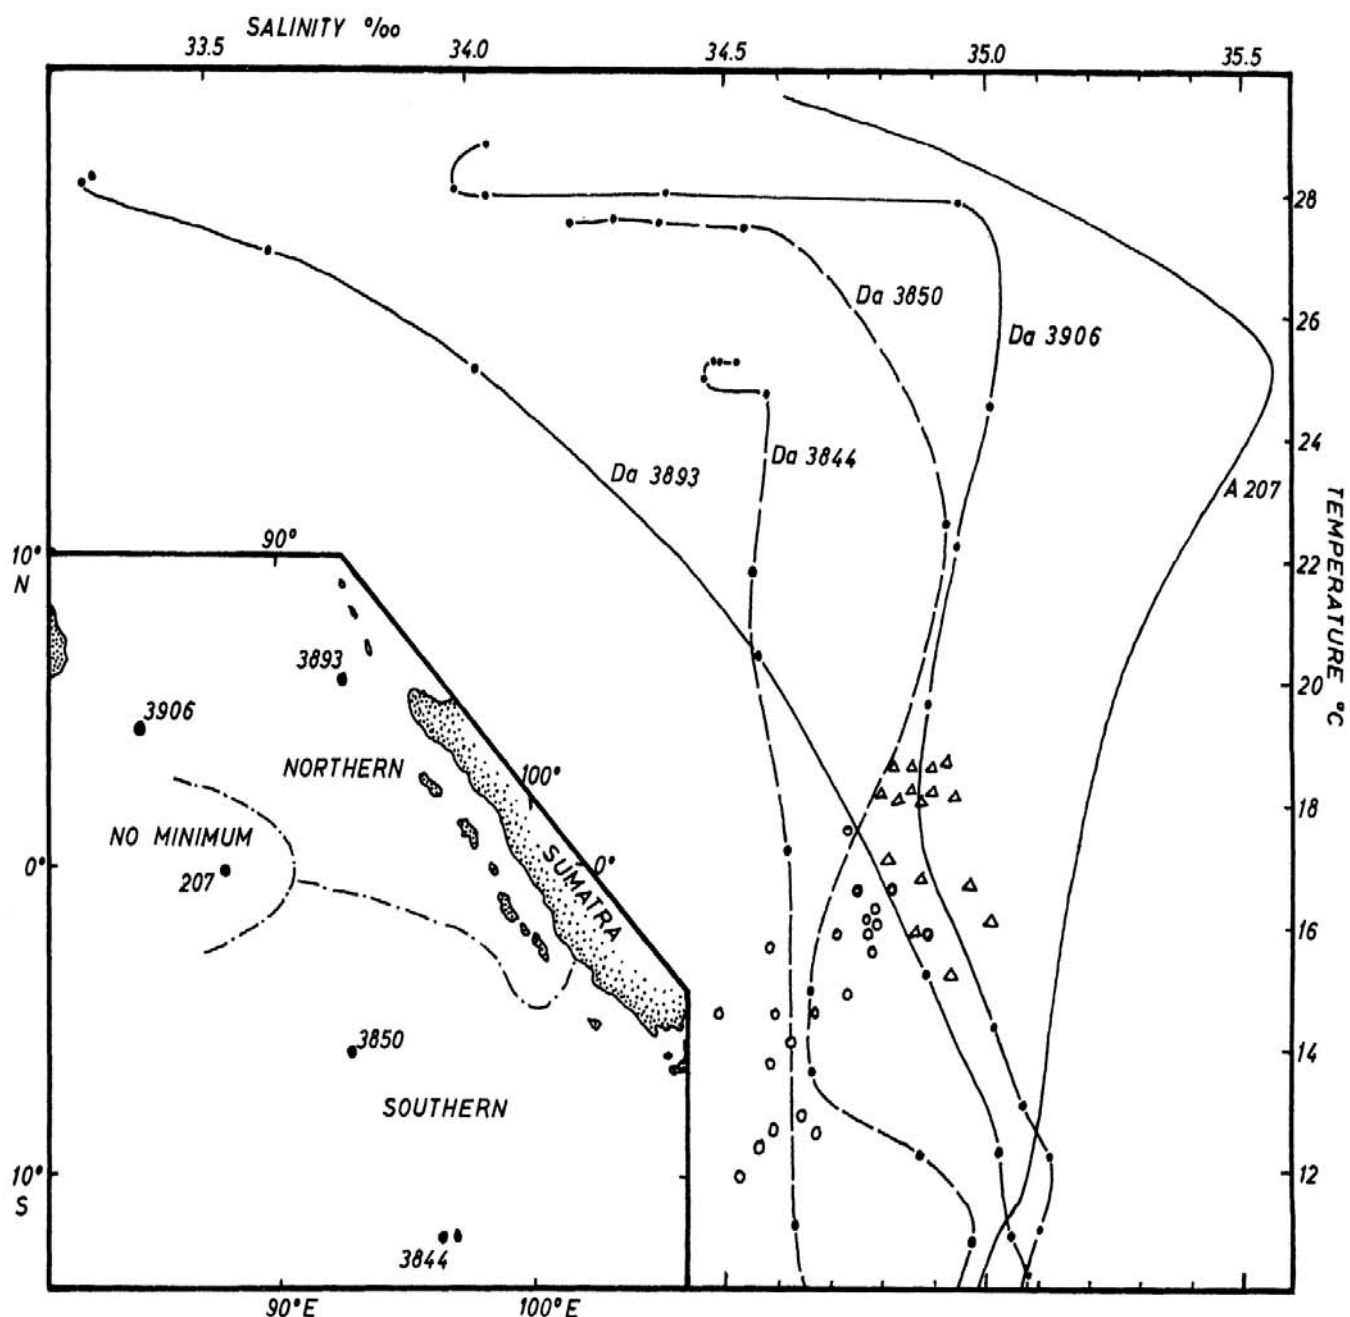 SALINITY ‰
33.5 34.0 34.5 35.0 35.5
28
Da 3850
26
Da 3906
24
Da 3844
Da 3893
A 207
TEMPERATURE °C
10°
N
90°
22
3893
20
3906
NORTHERN
100°
18
NO MINIMUM
0°
207
0°
SUMATRA
16
3850
14
SOUTHERN
10°
S
12
3844
90°E 100°E